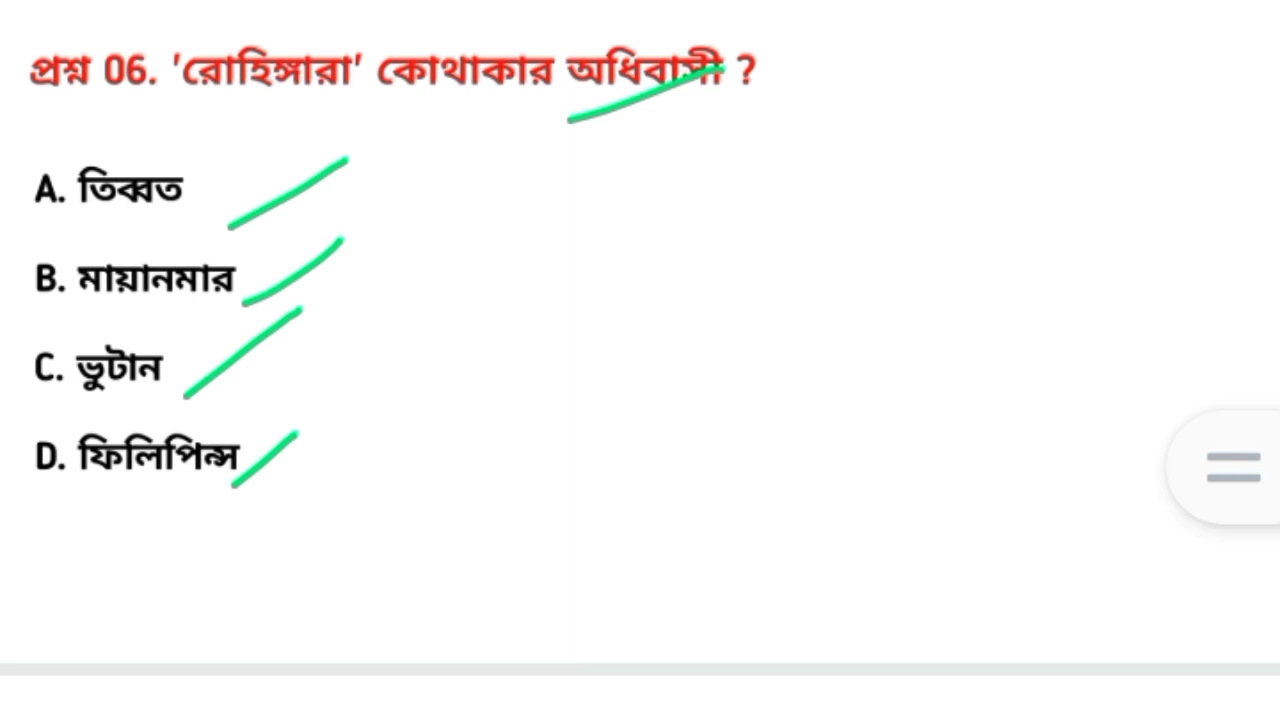 প্রশ্ন 06. 'রোহিঙ্গারা' কোথাকার অধিবাসী ?
A. তিব্বত
B. মায়ানমার
C. ভুটান
D. ফিলিপিন্স